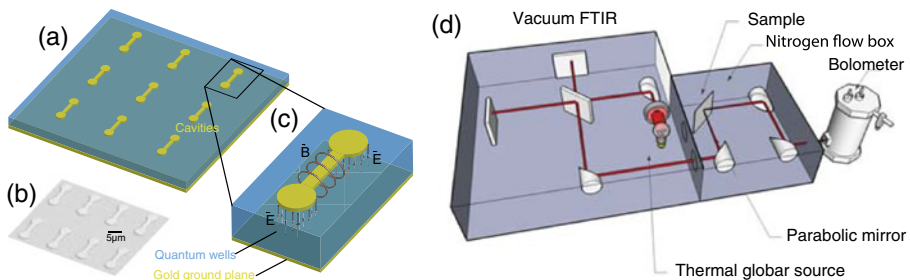 (a)
Cavities
(b)
5µm
(c)
B̄
Ē
Ē
Quantum wells
Gold ground plane
(d)
Vacuum FTIR
Sample
Nitrogen flow box
Bolometer
Parabolic mirror
Thermal globar source